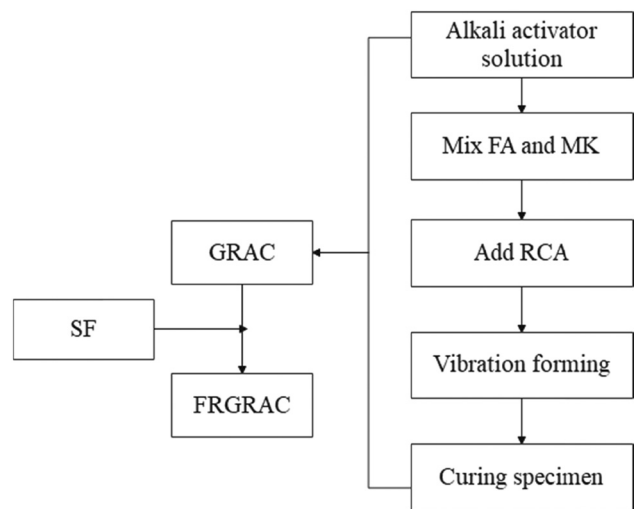 Alkali activator
solution
Mix FA and MK
GRAC
Add RCA
SF
Vibration forming
FRGRAC
Curing specimen